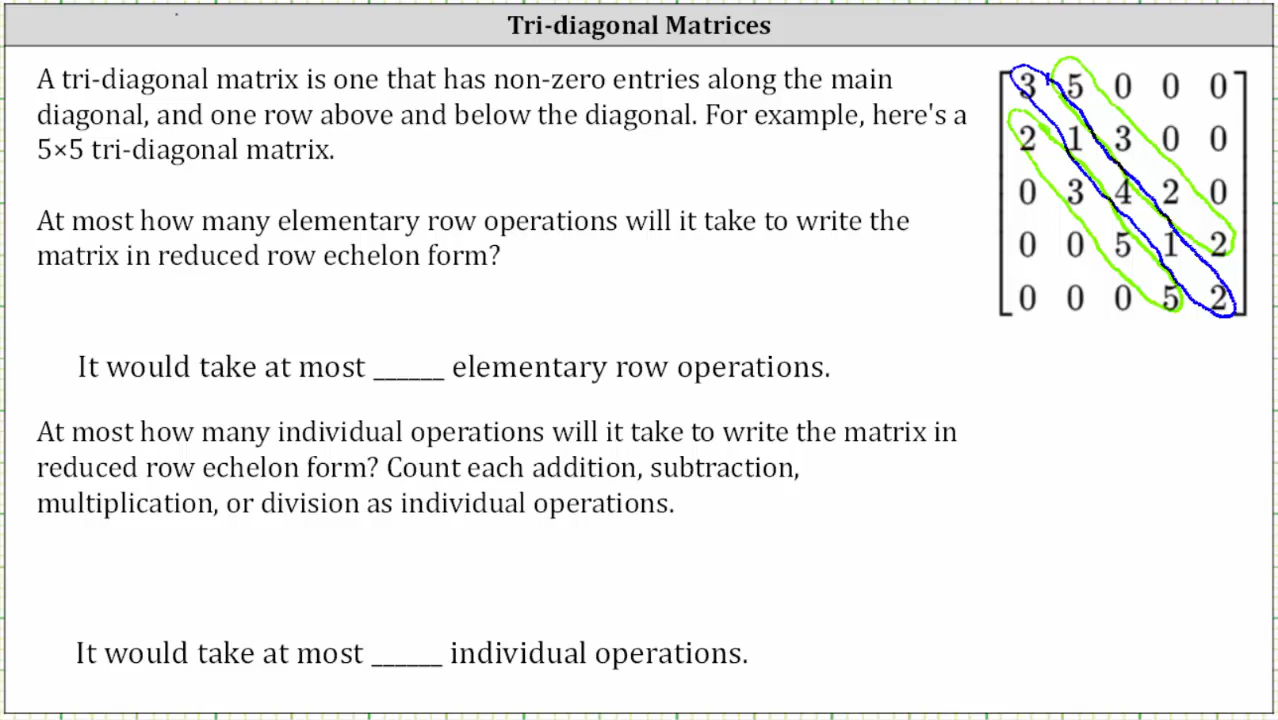 Tri-diagonal Matrices
A tri-diagonal matrix is one that has non-zero entries along the main
diagonal, and one row above and below the diagonal. For example, here's a
5×5 tri-diagonal matrix.
3 5 0 0 0
2 1 3 0 0
0 3 4 2 0
0 0 5 1 2
0 0 0 5 2
At most how many elementary row operations will it take to write the
matrix in reduced row echelon form?
It would take at most ______ elementary row operations.
At most how many individual operations will it take to write the matrix in
reduced row echelon form? Count each addition, subtraction,
multiplication, or division as individual operations.
It would take at most ______ individual operations.